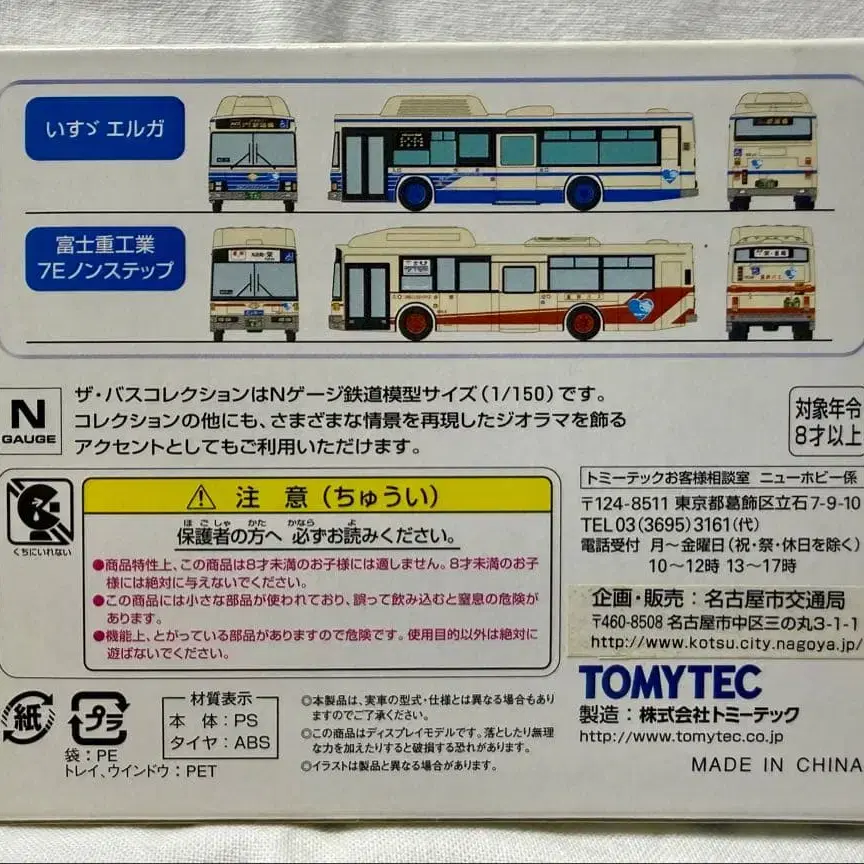 いすゞ エルガ
富士重工業
7Eノンステップ
N
GAUGE
ザ・バスコレクションはNゲージ鉄道模型サイズ(1/150)です。
コレクションの他にも、さまざまな情景を再現したジオラマを飾る
アクセントとしてもご利用いただけます。
対象年令
8才以上
くちにいれない
⚠ 注 意(ちゅうい)
ほごしゃ かた かなら よ
保護者の方へ 必ずお読みください。
●商品特性上、この商品は8才未満のお子様には適しません。8才未満のお子
様には絶対に与えないでください。
●この商品には小さな部品が使われており、誤って飲み込むと窒息の危険が
あります。
●機能上、とがっている部品がありますので危険です。使用目的以外は絶対に
遊ばないでください。
トミーテックお客様相談室 ニューホビー係
〒124-8511 東京都葛飾区立石7-9-10
TEL 03(3695)3161(代)
電話受付 月〜金曜日(祝・祭・休日を除く)
10〜12時 13〜17時
企画・販売:名古屋市交通局
〒460-8508 名古屋市中区三の丸3-1-1
http://www.kotsu.city.nagoya.jp/
TOMYTEC
製造:株式会社トミーテック
http://www.tomytec.co.jp
MADE IN CHINA
紙
プラ
袋:PE
トレイ、ウインドウ:PET
材質表示
本 体:PS
タイヤ:ABS
◎本製品は、実車の型式・仕様とは異なる場合もあり
ますのでご了承ください。
◎この商品はディスプレイモデルです。落としたり無理
な力を加えたりすると破損する恐れがあります。
◎イラストは製品と異なる場合があります。